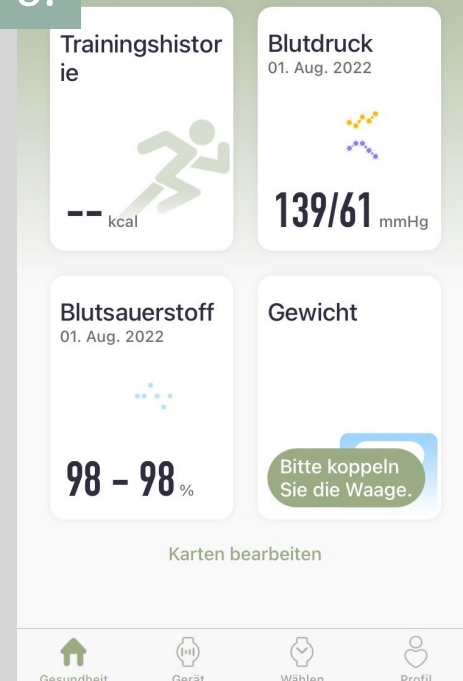 Trainingshistor
ie
Blutdruck
01. Aug. 2022
-- kcal
139/61 mmHg
Blutsauerstoff
01. Aug. 2022
Gewicht
98 - 98 %
Bitte koppeln
Sie die Waage.
Karten bearbeiten
Gesundheit
Gerät
Wählen
Profil